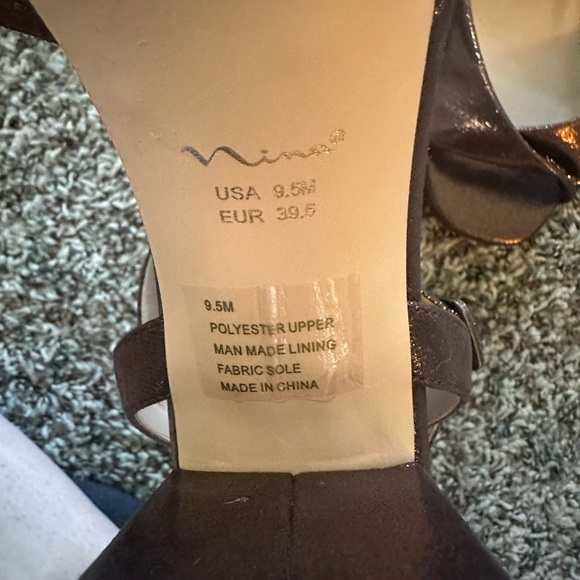 Nina®
USA 9.5M
EUR 39.5
9.5M
POLYESTER UPPER
MAN MADE LINING
FABRIC SOLE
MADE IN CHINA